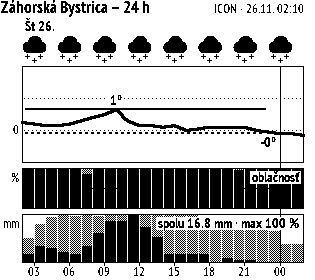 Záhorská Bystrica – 24 h ICON · 26.11. 02:10
Št 26.
1°
0
-0°
% oblačnosť
mm spolu 16.8 mm · max 100 %
03 06 09 12 15 18 21 00